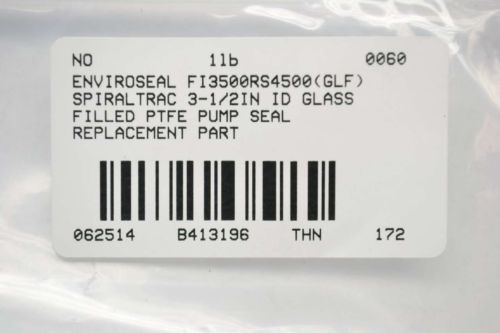 NO 1lb 0060
ENVIROSEAL FI3500RS4500(GLF)
SPIRALTRAC 3-1/2IN ID GLASS
FILLED PTFE PUMP SEAL
REPLACEMENT PART
062514 B413196 THN 172